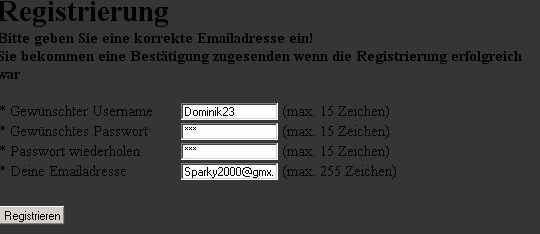 Registrierung
Bitte geben Sie eine korrekte Emailadresse ein!
Sie bekommen eine Bestätigung zugesenden wenn die Registrierung erfolgreich
war
* Gewünschter Username Dominik23 (max. 15 Zeichen)
* Gewünschtes Passwort *** (max. 15 Zeichen)
* Passwort wiederholen *** (max. 15 Zeichen)
* Deine Emailadresse Sparky2000@gmx. (max. 255 Zeichen)
Registrieren